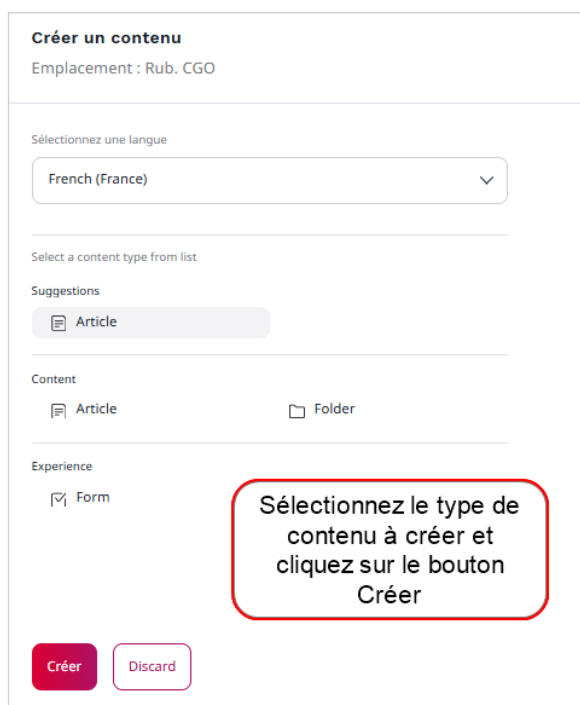 Créer un contenu
Emplacement : Rub. CGO
Sélectionnez une langue
French (France)
Select a content type from list
Suggestions
Article
Content
Article
Folder
Experience
Form
Sélectionnez le type de
contenu à créer et
cliquez sur le bouton
Créer
Créer
Discard